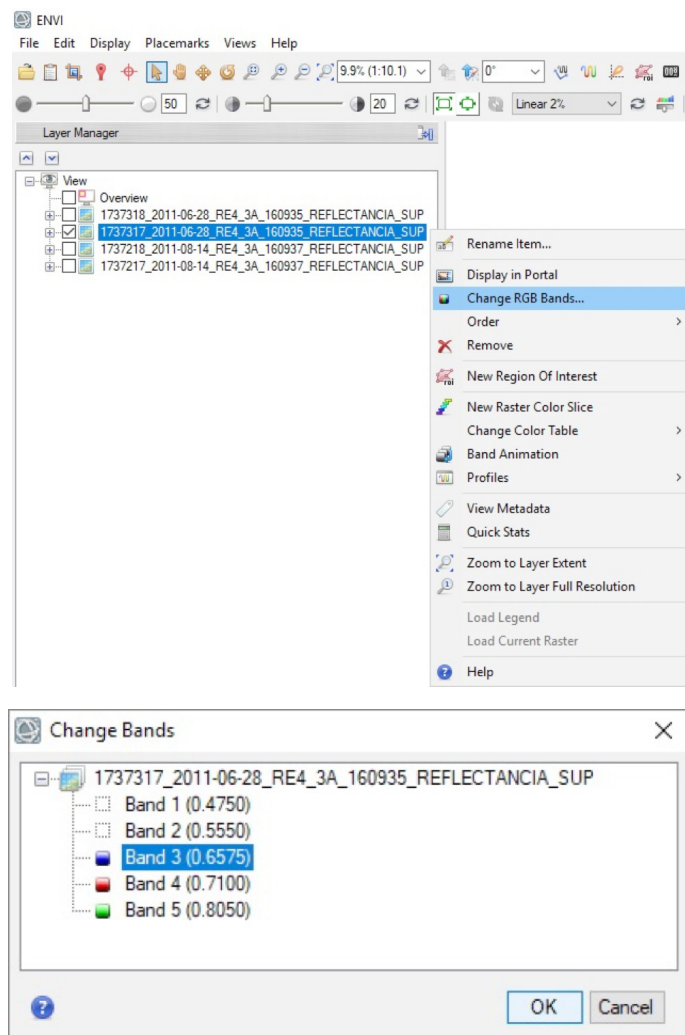 ENVI
File Edit Display Placemarks Views Help
9.9% (1:10.1) 0°
50 20 Linear 2%
Layer Manager
View
Overview
1737318_2011-06-28_RE4_3A_160935_REFLECTANCIA_SUP
1737317_2011-06-28_RE4_3A_160935_REFLECTANCIA_SUP
1737218_2011-08-14_RE4_3A_160937_REFLECTANCIA_SUP
1737217_2011-08-14_RE4_3A_160937_REFLECTANCIA_SUP
Rename Item...
Display in Portal
Change RGB Bands...
Order
Remove
New Region Of Interest
New Raster Color Slice
Change Color Table
Band Animation
Profiles
View Metadata
Quick Stats
Zoom to Layer Extent
Zoom to Layer Full Resolution
Load Legend
Load Current Raster
Help
Change Bands
1737317_2011-06-28_RE4_3A_160935_REFLECTANCIA_SUP
Band 1 (0.4750)
Band 2 (0.5550)
Band 3 (0.6575)
Band 4 (0.7100)
Band 5 (0.8050)
OK Cancel